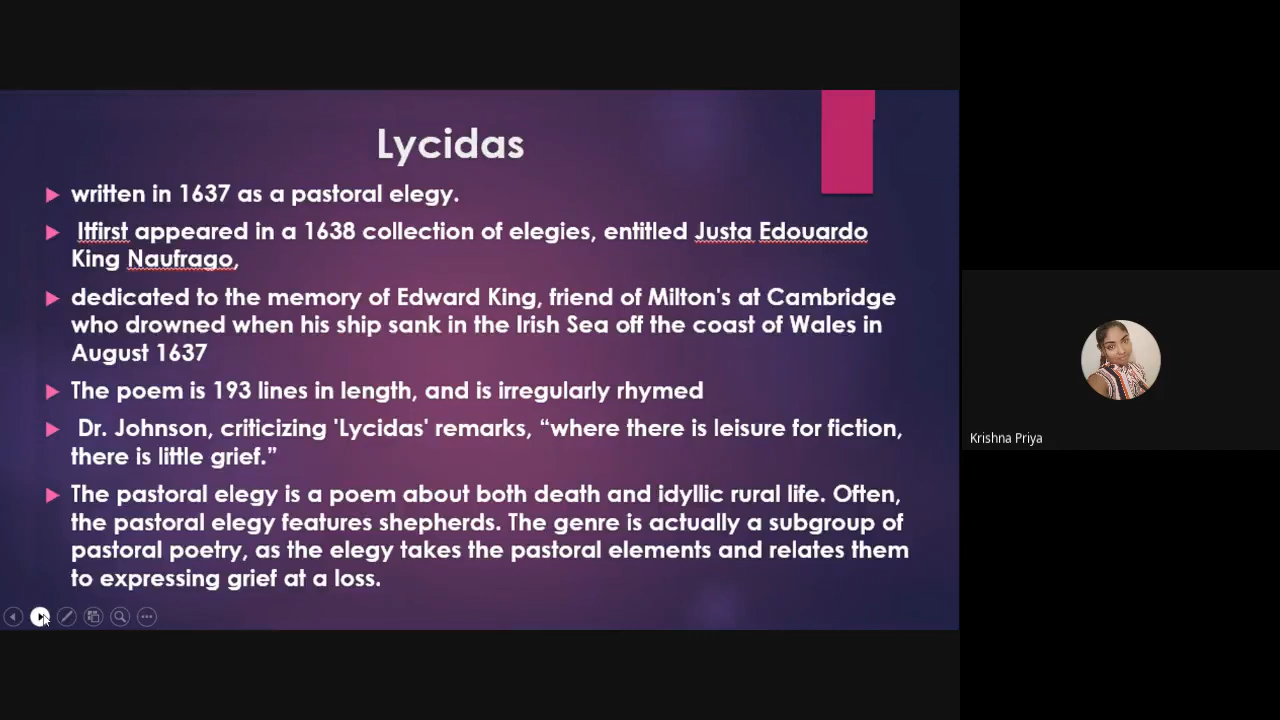 Lycidas
written in 1637 as a pastoral elegy.
Itfirst appeared in a 1638 collection of elegies, entitled Justa Edouardo
King Naufrago,
dedicated to the memory of Edward King, friend of Milton's at Cambridge
who drowned when his ship sank in the Irish Sea off the coast of Wales in
August 1637
The poem is 193 lines in length, and is irregularly rhymed
Dr. Johnson, criticizing 'Lycidas' remarks, “where there is leisure for fiction,
there is little grief.”
The pastoral elegy is a poem about both death and idyllic rural life. Often,
the pastoral elegy features shepherds. The genre is actually a subgroup of
pastoral poetry, as the elegy takes the pastoral elements and relates them
to expressing grief at a loss.
Krishna Priya